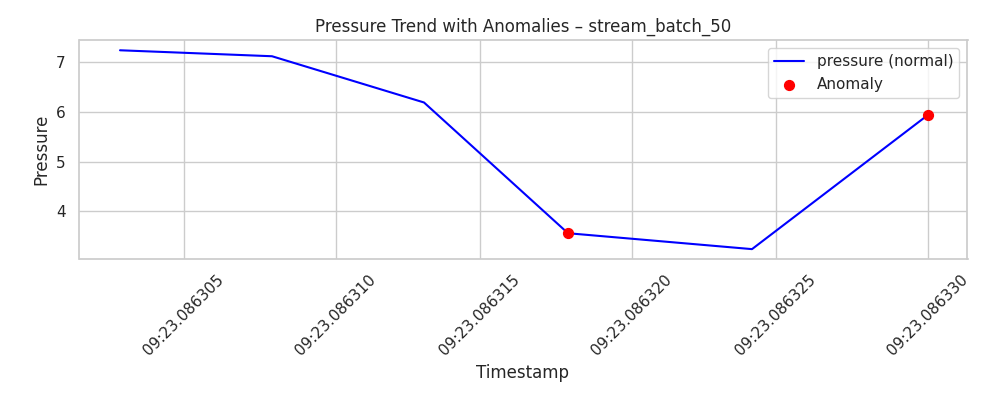 Pressure Trend with Anomalies – stream_batch_50
pressure (normal)
Anomaly
Pressure
7
6
5
4
09:23.086305
09:23.086310
09:23.086315
09:23.086320
09:23.086325
09:23.086330
Timestamp